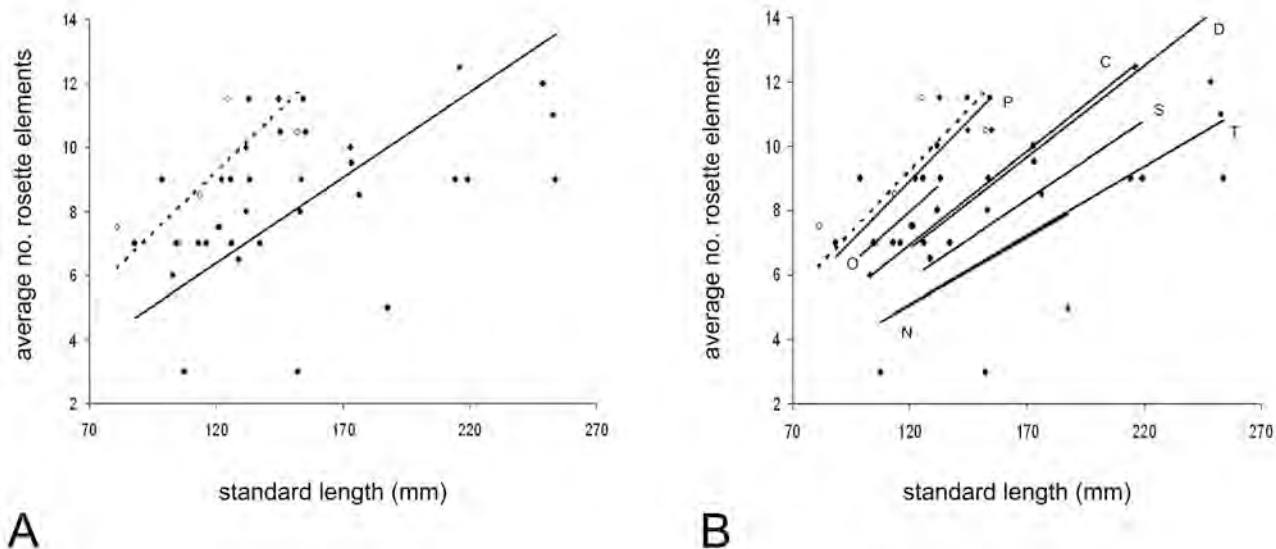 average no. rosette elements
14
12
10
8
6
4
2
70 120 170 220 270
standard length (mm)
A
average no. rosette elements
14
12
10
8
6
4
2
70 120 170 220 270
D
C
P
S
T
O
N
standard length (mm)
B